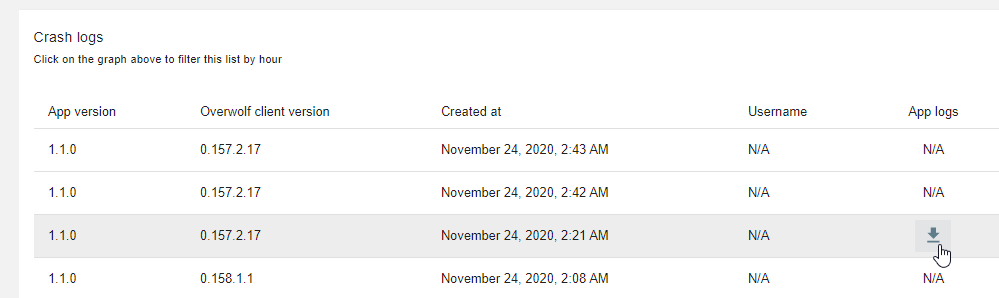 Crash logs
Click on the graph above to filter this list by hour
App version Overwolf client version Created at Username App logs
1.1.0 0.157.2.17 November 24, 2020, 2:43 AM N/A N/A
1.1.0 0.157.2.17 November 24, 2020, 2:42 AM N/A N/A
1.1.0 0.157.2.17 November 24, 2020, 2:21 AM N/A
1.1.0 0.158.1.1 November 24, 2020, 2:08 AM N/A N/A